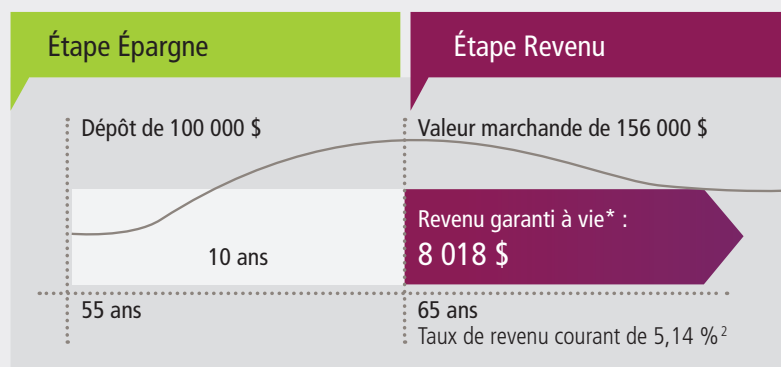 Étape Épargne
Étape Revenu
Dépôt de 100 000 $
Valeur marchande de 156 000 $
10 ans
Revenu garanti à vie* :
8 018 $
55 ans
65 ans
Taux de revenu courant de 5,14 %²